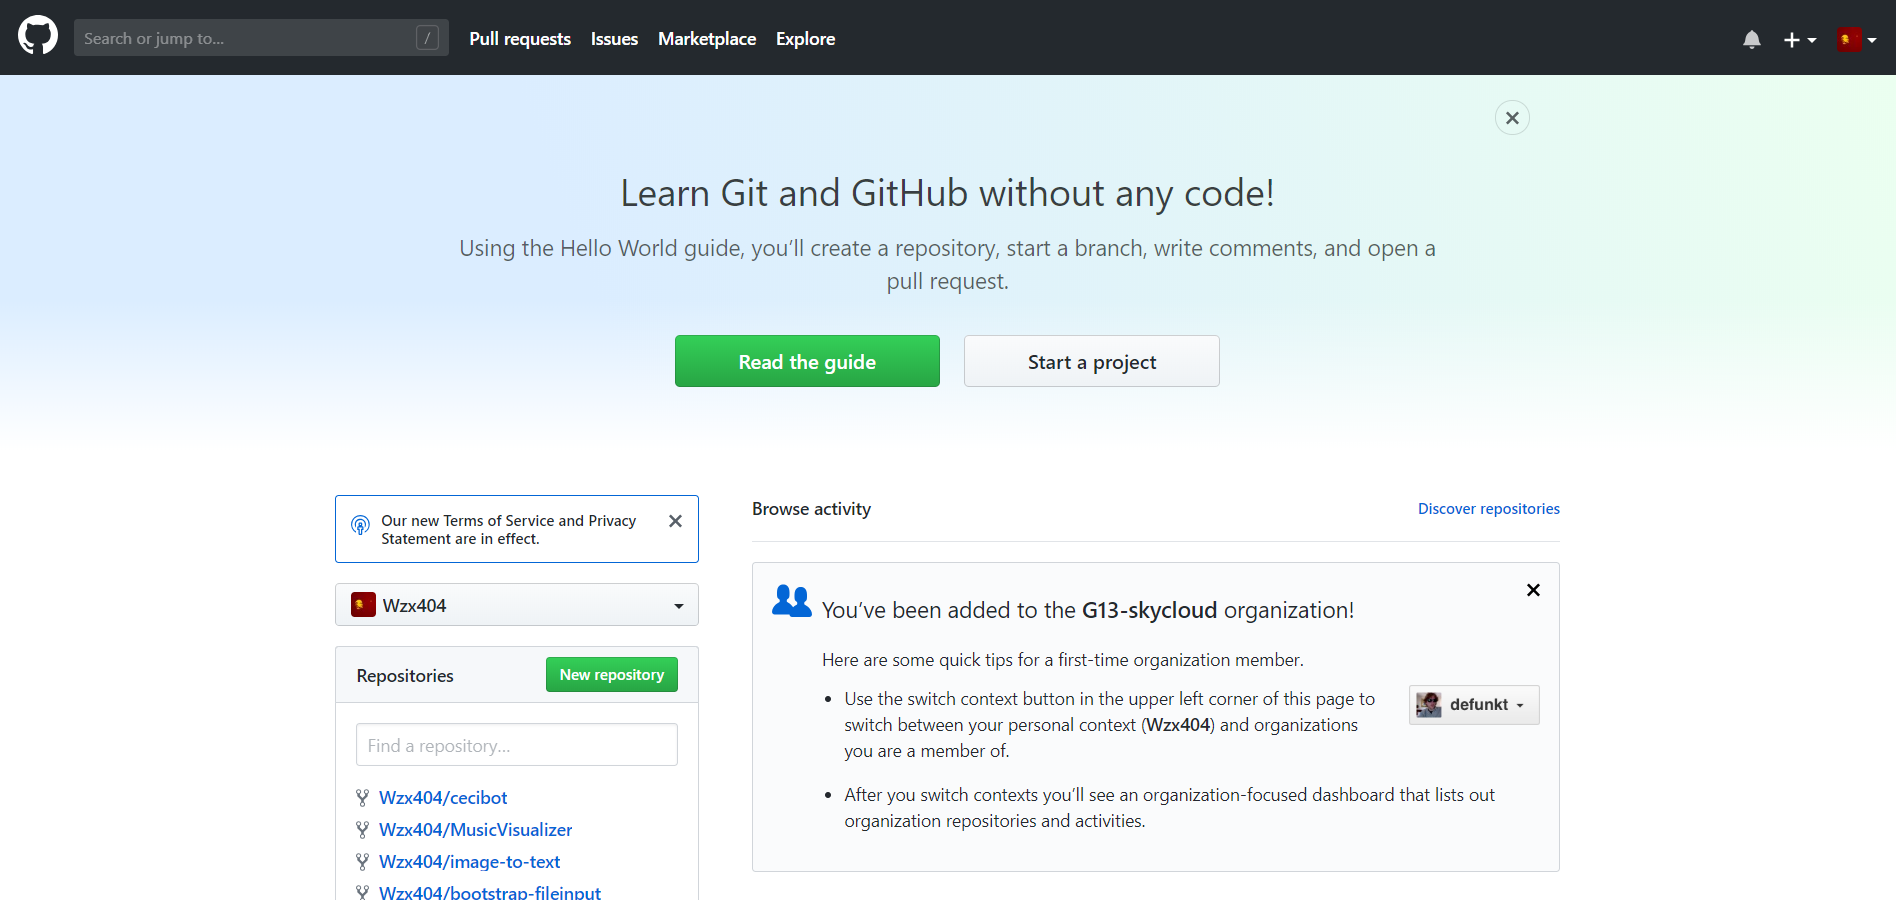 Search or jump to...
/
Pull requests
Issues
Marketplace
Explore
Learn Git and GitHub without any code!
Using the Hello World guide, you’ll create a repository, start a branch, write comments, and open a
pull request.
Read the guide
Start a project
Our new Terms of Service and Privacy
Statement are in effect.
Wzx404
Repositories
New repository
Find a repository...
Wzx404/cecibot
Wzx404/MusicVisualizer
Wzx404/image-to-text
Wzx404/bootstrap-fileinput
Browse activity
Discover repositories
You’ve been added to the G13-skycloud organization!
Here are some quick tips for a first-time organization member.
• Use the switch context button in the upper left corner of this page to
switch between your personal context (Wzx404) and organizations
you are a member of.
defunkt
• After you switch contexts you’ll see an organization-focused dashboard that lists out
organization repositories and activities.